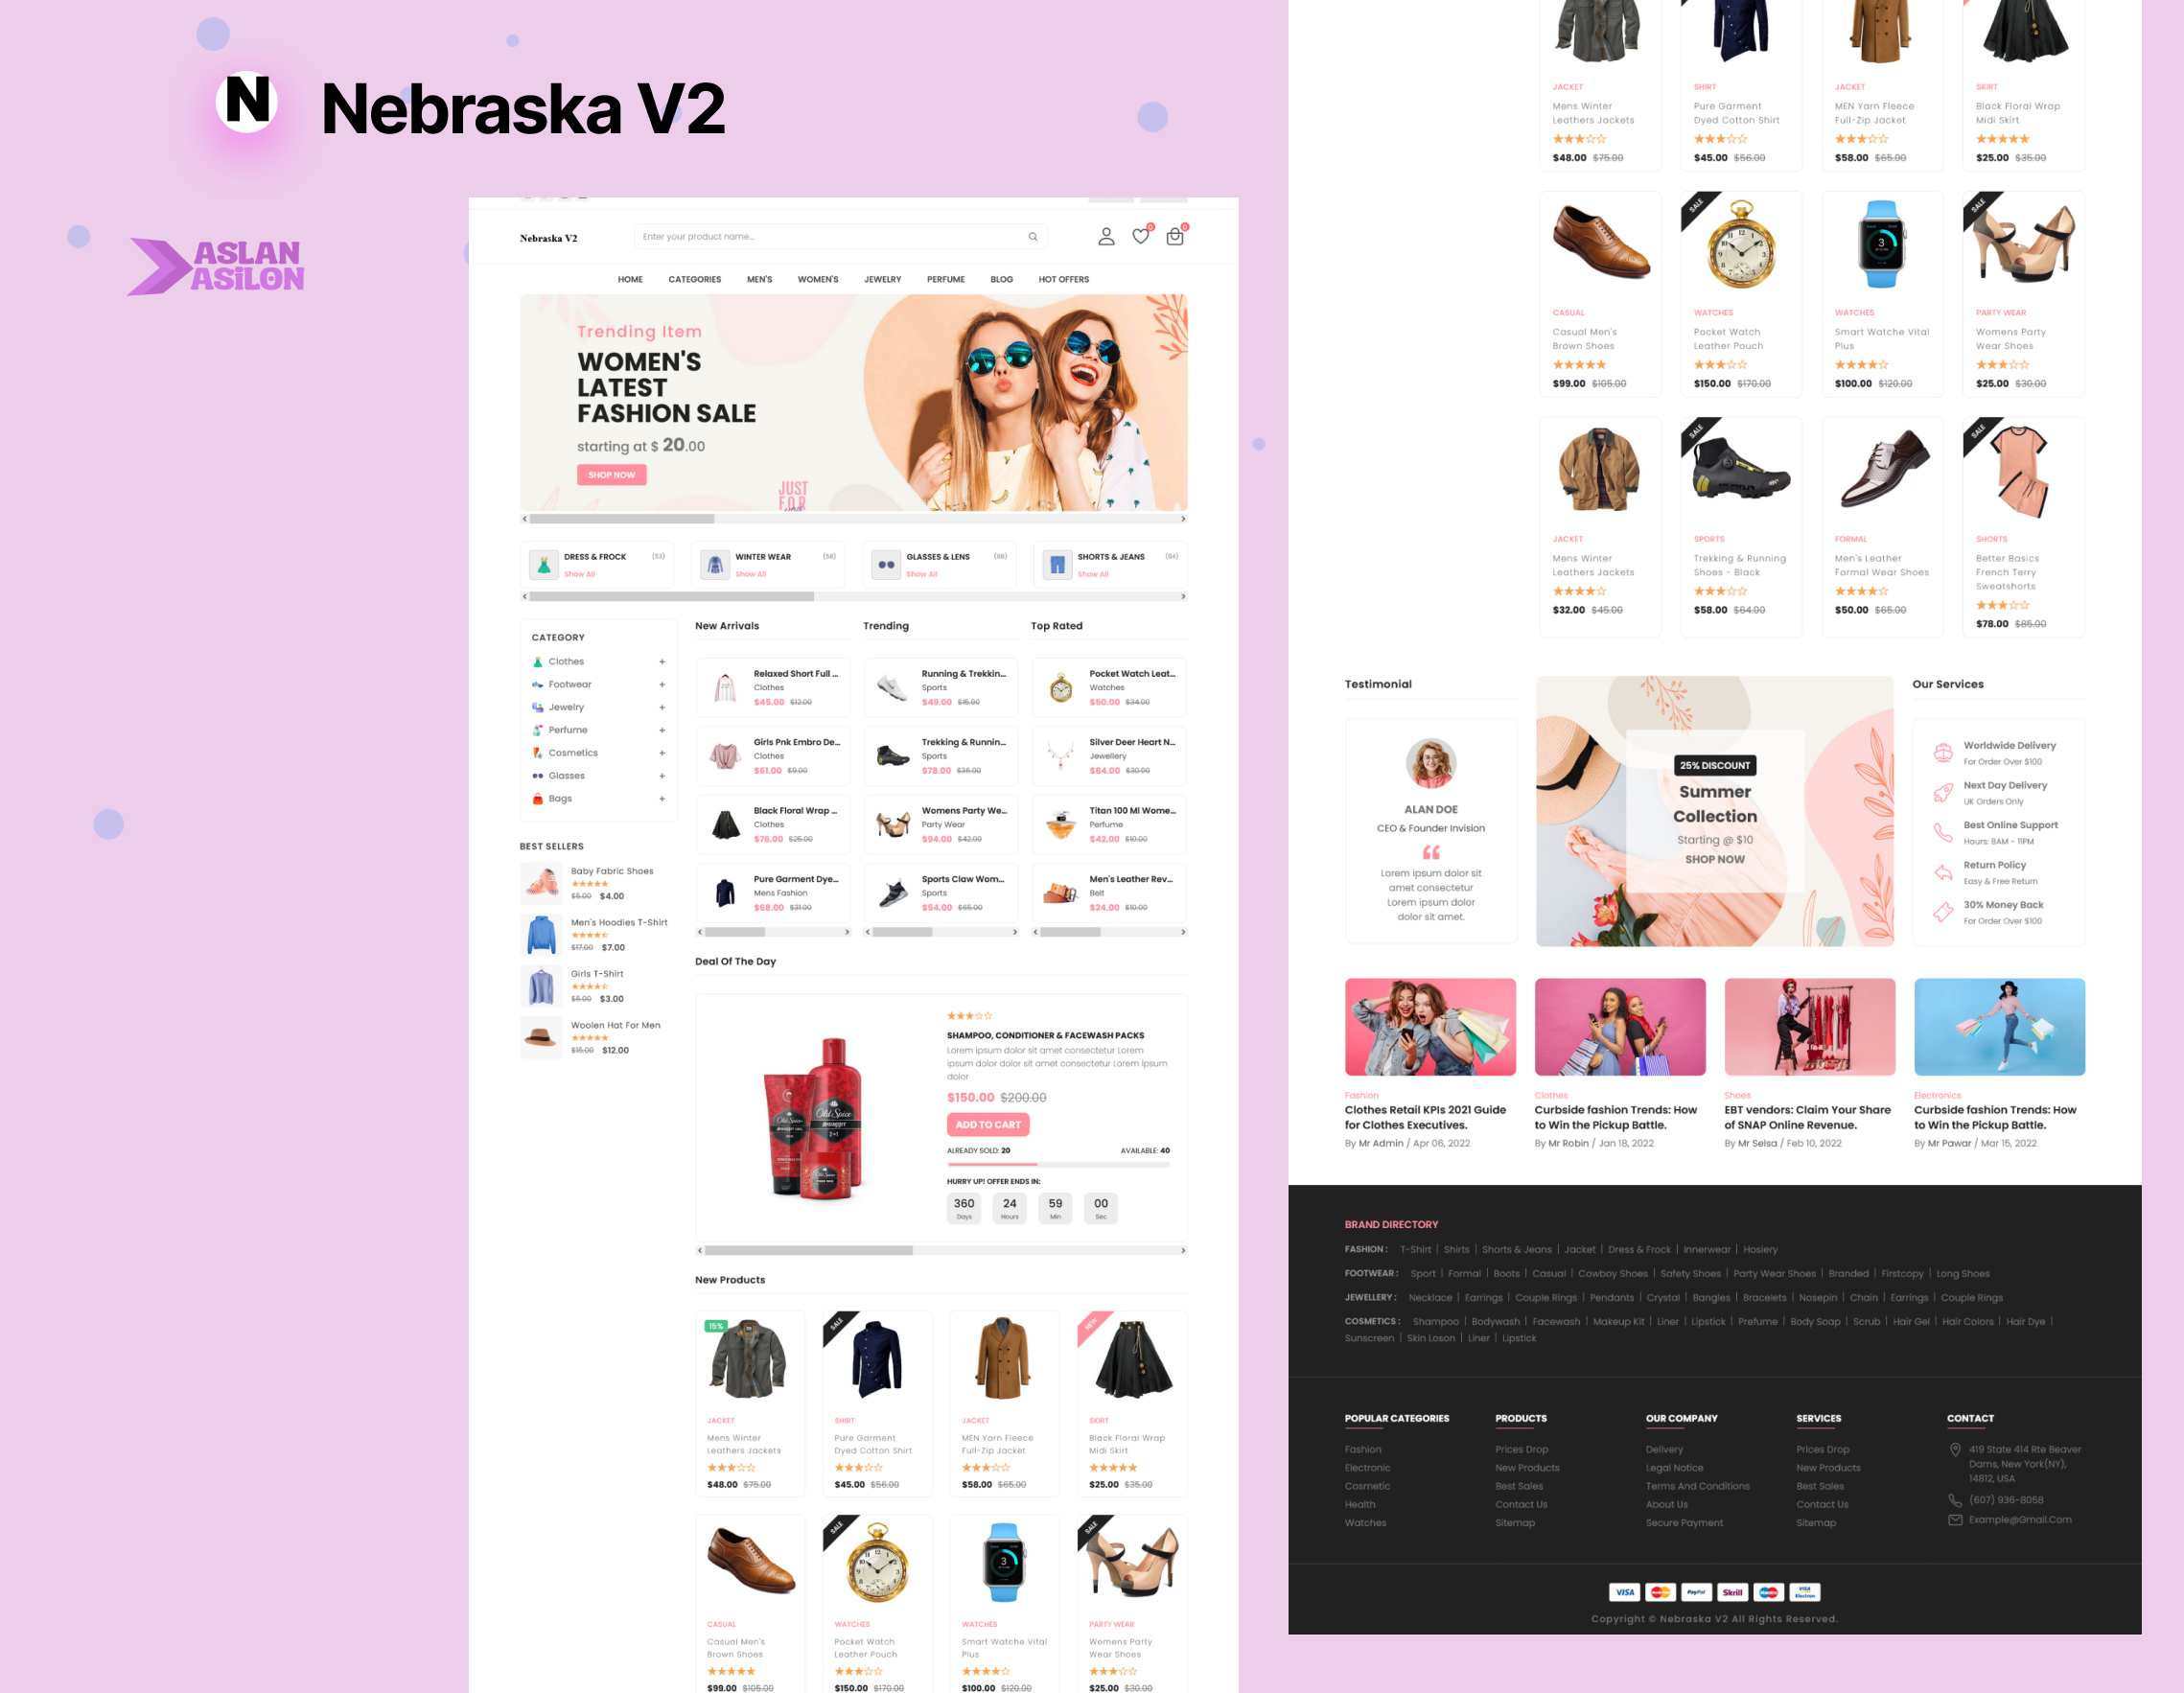 N
Nebraska V2
ASLAN
ASiLON
Nebraska V2
Enter your product name...
0
0
HOME CATEGORIES MEN'S WOMEN'S JEWELRY PERFUME BLOG HOT OFFERS
Trending Item
WOMEN'S
LATEST
FASHION SALE
starting at $ 20.00
SHOP NOW
JUST
FOR
DRESS & FROCK (53)
Show All
WINTER WEAR (58)
Show All
GLASSES & LENS (68)
Show All
SHORTS & JEANS (84)
Show All
CATEGORY
Clothes +
Footwear +
Jewelry +
Perfume +
Cosmetics +
Glasses +
Bags +
BEST SELLERS
Baby Fabric Shoes
$5.00 $4.00
Men's Hoodies T-Shirt
$17.00 $7.00
Girls T-Shirt
$5.00 $3.00
Woolen Hat For Men
$15.00 $12.00
New Arrivals
Relaxed Short Full ...
Clothes
$45.00 $12.00
Girls Pnk Embro De...
Clothes
$61.00 $9.00
Black Floral Wrap ...
Clothes
$76.00 $25.00
Pure Garment Dye...
Mens Fashion
$68.00 $31.00
Trending
Running & Trekkin...
Sports
$49.00 $15.00
Trekking & Runnin...
Sports
$78.00 $36.00
Womens Party We...
Party Wear
$94.00 $42.00
Sports Claw Wom...
Sports
$54.00 $65.00
Top Rated
Pocket Watch Leat...
Watches
$50.00 $34.00
Silver Deer Heart N...
Jewellery
$84.00 $30.00
Titan 100 Ml Wome...
Perfume
$42.00 $10.00
Men's Leather Rev...
Belt
$24.00 $10.00
Deal Of The Day
Old Spice
swagger
2in1
SHAMPOO, CONDITIONER & FACEWASH PACKS
Lorem ipsum dolor sit amet consectetur Lorem
ipsum dolor dolor sit amet consectetur Lorem ipsum
dolor
$150.00 $200.00
ADD TO CART
ALREADY SOLD: 20 AVAILABLE: 40
HURRY UP! OFFER ENDS IN:
360 24 59 00
Days Hours Min Sec
New Products
15%
JACKET
Mens Winter
Leathers Jackets
$48.00 $75.00
SALE
SHIRT
Pure Garment
Dyed Cotton Shirt
$45.00 $56.00
JACKET
MEN Yarn Fleece
Full-Zip Jacket
$58.00 $65.00
NEW
SKIRT
Black Floral Wrap
Midi Skirt
$25.00 $35.00
CASUAL
Casual Men's
Brown Shoes
$99.00 $105.00
SALE
WATCHES
Pocket Watch
Leather Pouch
$150.00 $170.00
3
WATCHES
Smart Watche Vital
Plus
$100.00 $120.00
SALE
PARTY WEAR
Womens Party
Wear Shoes
$25.00 $30.00
JACKET
Mens Winter
Leathers Jackets
$48.00 $75.00
SHIRT
Pure Garment
Dyed Cotton Shirt
$45.00 $56.00
JACKET
MEN Yarn Fleece
Full-Zip Jacket
$58.00 $65.00
SKIRT
Black Floral Wrap
Midi Skirt
$25.00 $35.00
CASUAL
Casual Men's
Brown Shoes
$99.00 $105.00
SALE
WATCHES
Pocket Watch
Leather Pouch
$150.00 $170.00
3
WATCHES
Smart Watche Vital
Plus
$100.00 $120.00
SALE
PARTY WEAR
Womens Party
Wear Shoes
$25.00 $30.00
JACKET
Mens Winter
Leathers Jackets
$32.00 $45.00
SALE
SPORTS
Trekking & Running
Shoes - Black
$58.00 $64.00
FORMAL
Men's Leather
Formal Wear Shoes
$50.00 $65.00
SALE
SHORTS
Better Basics
French Terry
Sweatshorts
$78.00 $85.00
Testimonial
ALAN DOE
CEO & Founder Invision
Lorem ipsum dolor sit
amet consectetur
Lorem ipsum dolor
dolor sit amet.
25% DISCOUNT
Summer
Collection
Starting @ $10
SHOP NOW
Our Services
Worldwide Delivery
For Order Over $100
Next Day Delivery
UK Orders Only
Best Online Support
Hours: 8AM - 11PM
Return Policy
Easy & Free Return
30% Money Back
For Order Over $100
Fashion
Clothes Retail KPIs 2021 Guide
for Clothes Executives.
By Mr Admin / Apr 06, 2022
Clothes
Curbside fashion Trends: How
to Win the Pickup Battle.
By Mr Robin / Jan 18, 2022
Shoes
EBT vendors: Claim Your Share
of SNAP Online Revenue.
By Mr Selsa / Feb 10, 2022
Electronics
Curbside fashion Trends: How
to Win the Pickup Battle.
By Mr Pawar / Mar 15, 2022
BRAND DIRECTORY
FASHION : T-Shirt | Shirts | Shorts & Jeans | Jacket | Dress & Frock | Innerwear | Hosiery
FOOTWEAR : Sport | Formal | Boots | Casual | Cowboy Shoes | Safety Shoes | Party Wear Shoes | Branded | Firstcopy | Long Shoes
JEWELLERY : Necklace | Earrings | Couple Rings | Pendants | Crystal | Bangles | Bracelets | Nosepin | Chain | Earrings | Couple Rings
COSMETICS : Shampoo | Bodywash | Facewash | Makeup Kit | Liner | Lipstick | Prefume | Body Soap | Scrub | Hair Gel | Hair Colors | Hair Dye |
Sunscreen | Skin Loson | Liner | Lipstick
POPULAR CATEGORIES
Fashion
Electronic
Cosmetic
Health
Watches
PRODUCTS
Prices Drop
New Products
Best Sales
Contact Us
Sitemap
OUR COMPANY
Delivery
Legal Notice
Terms And Conditions
About Us
Secure Payment
SERVICES
Prices Drop
New Products
Best Sales
Contact Us
Sitemap
CONTACT
419 State 414 Rte Beaver
Dams, New York(NY),
14812, USA
(607) 936-8058
Example@Gmail.Com
VISA
MasterCard
PayPal
Skrill
VISA
Electron
Copyright © Nebraska V2 All Rights Reserved.